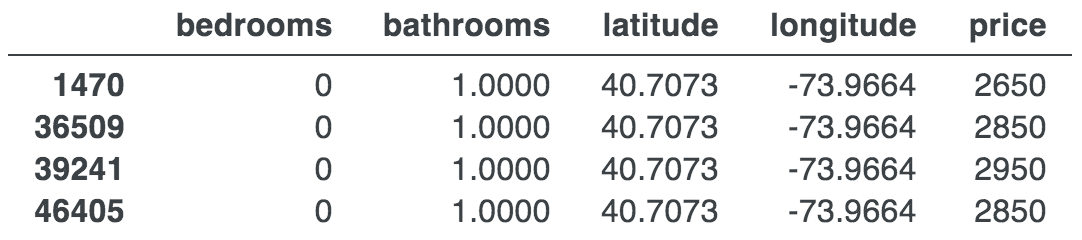 bedrooms bathrooms latitude longitude price
1470 0 1.0000 40.7073 -73.9664 2650
36509 0 1.0000 40.7073 -73.9664 2850
39241 0 1.0000 40.7073 -73.9664 2950
46405 0 1.0000 40.7073 -73.9664 2850